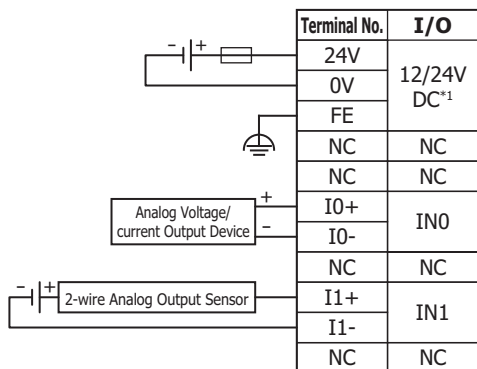 Terminal No. I/O
24V
0V
FE
12/24V
DC*1
NC NC
NC NC
I0+
I0-
IN0
NC NC
I1+
I1-
IN1
NC NC
- +
+
Analog Voltage/
current Output Device
-
- +
2-wire Analog Output Sensor